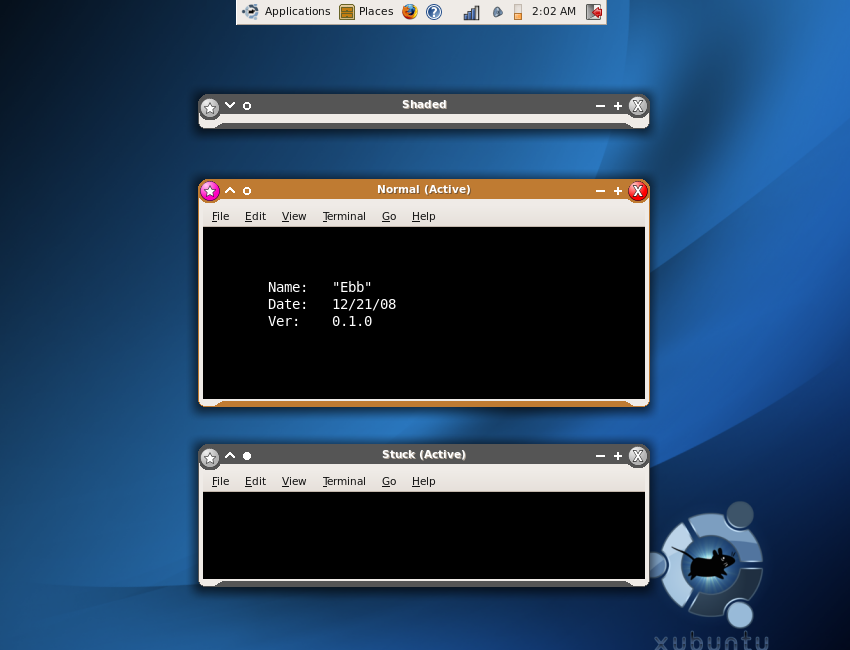 Applications Places 2:02 AM
Shaded
Normal (Active)
File Edit View Terminal Go Help
Name: "Ebb"
Date: 12/21/08
Ver: 0.1.0
Stuck (Active)
File Edit View Terminal Go Help
xubuntu